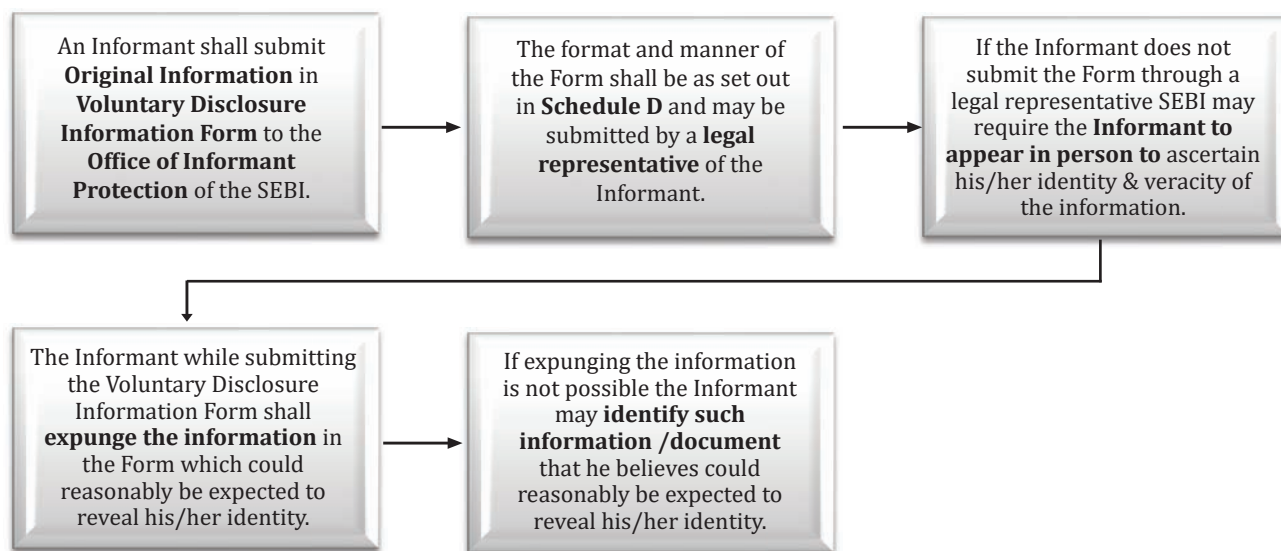 An Informant shall submit
Original Information in
Voluntary Disclosure
Information Form to the
Office of Informant
Protection of the SEBI.
The format and manner of
the Form shall be as set out
in Schedule D and may be
submitted by a legal
representative of the
Informant.
If the Informant does not
submit the Form through a
legal representative SEBI may
require the Informant to
appear in person to ascertain
his/her identity & veracity of
the information.
The Informant while submitting
the Voluntary Disclosure
Information Form shall
expunge the information in
the Form which could
reasonably be expected to
reveal his/her identity.
If expunging the information
is not possible the Informant
may identify such
information /document
that he believes could
reasonably be expected to
reveal his/her identity.